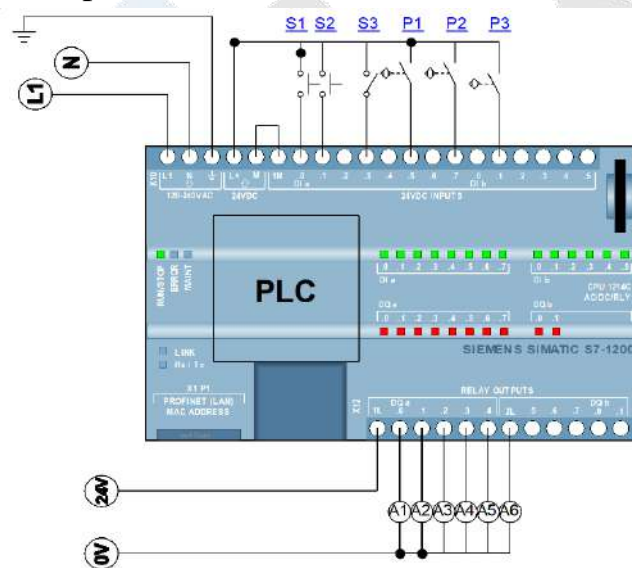 S1 S2 S3 P1 P2 P3
N
L1
X10 L1 N L+ M 1M .0 .1 .2 .3 .4 .5 .6 .7 .0 .1 .2 .3 .4 .5
DI a DI b
120-240VAC 24VDC 24VDC INPUTS
RUN/STOP ERROR MAINT
PLC
.0 .1 .2 .3 .4 .5 .6 .7 .0 .1 .2 .3 .4 .5
DI a DI b
CPU 1214C
AC/DC/RLY
DQ a DQ b
.0 .1 .2 .3 .4 .5 .6 .7 .0 .1
LINK
SIEMENS SIMATIC S7-1200
X1 P1
PROFINET (LAN)
MAC ADDRESS
RELAY OUTPUTS
X12 DQ a DQ b
1L .0 .1 .2 .3 .4 2L .5 .6 .7 .0 .1
24V
A1 A2 A3 A4 A5 A6
0V